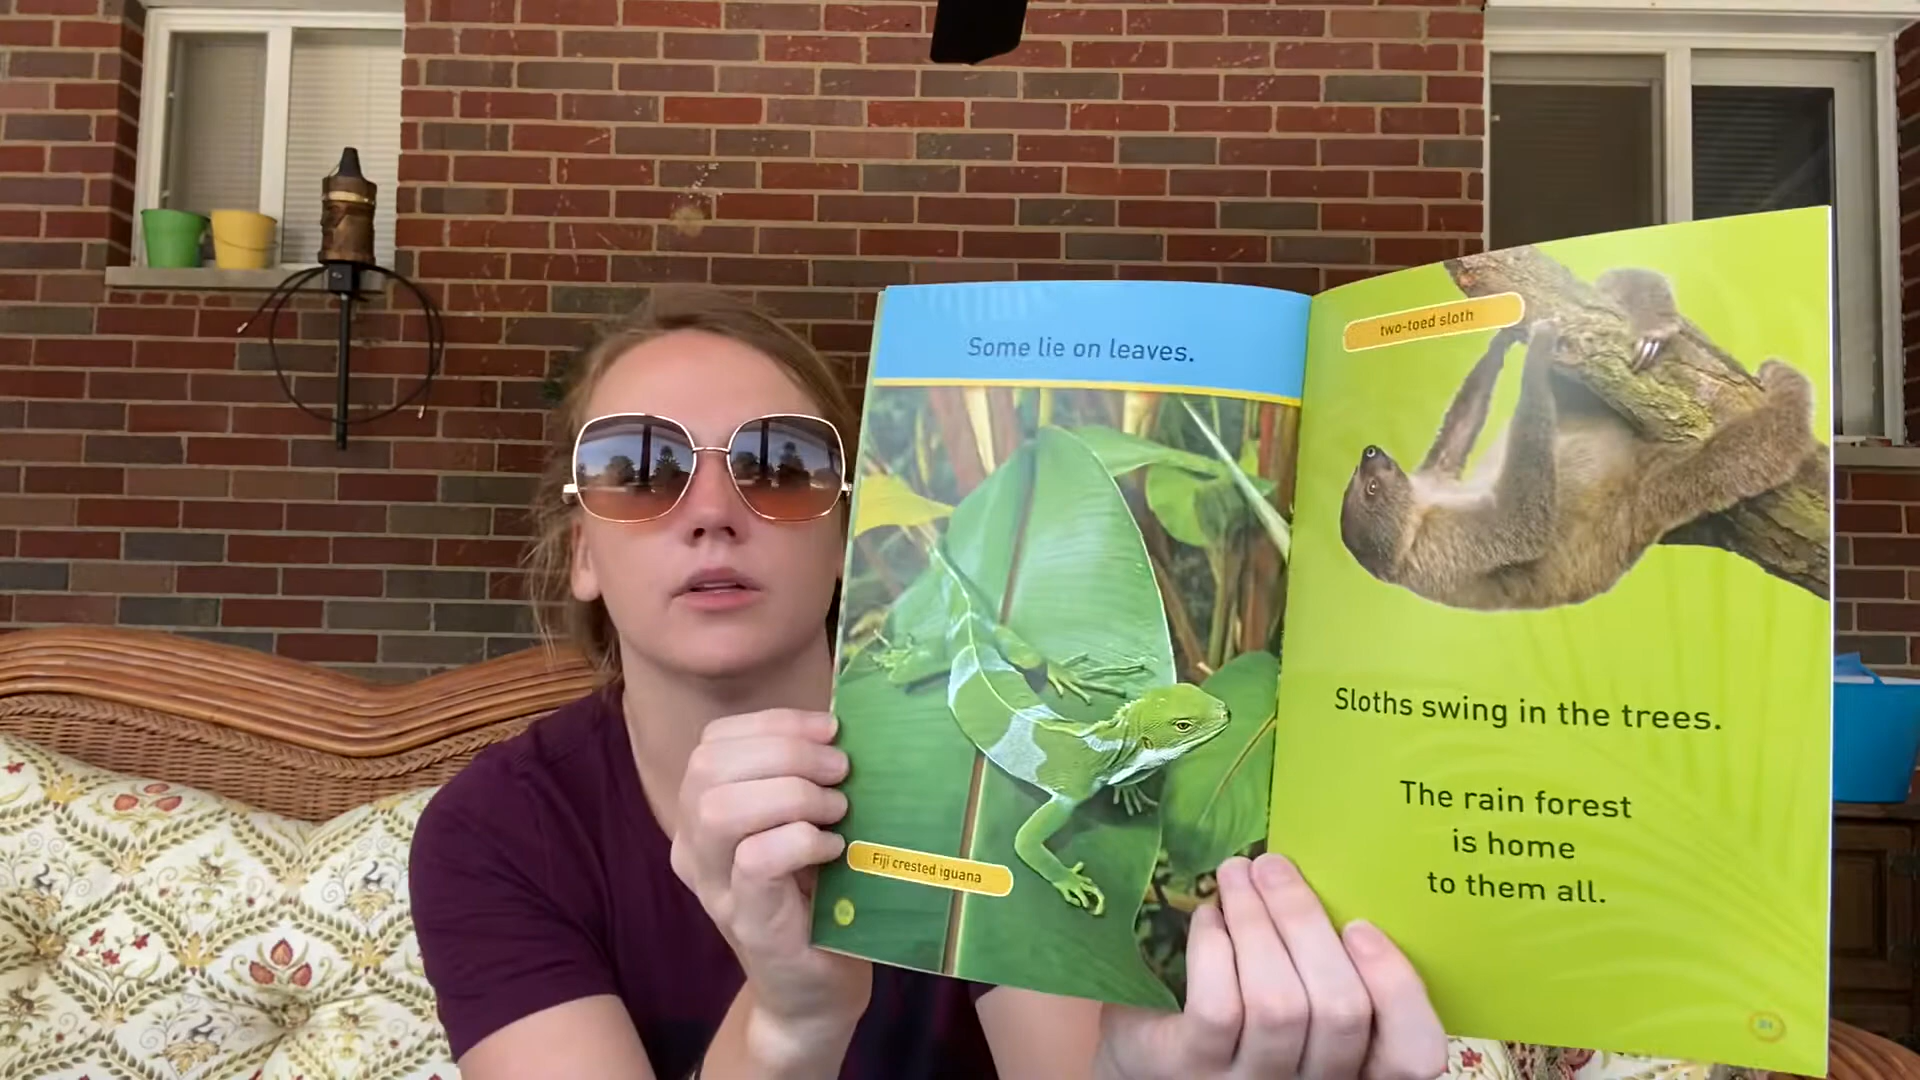 Some lie on leaves.
Fiji crested iguana
two-toed sloth
Sloths swing in the trees.
The rain forest
is home
to them all.